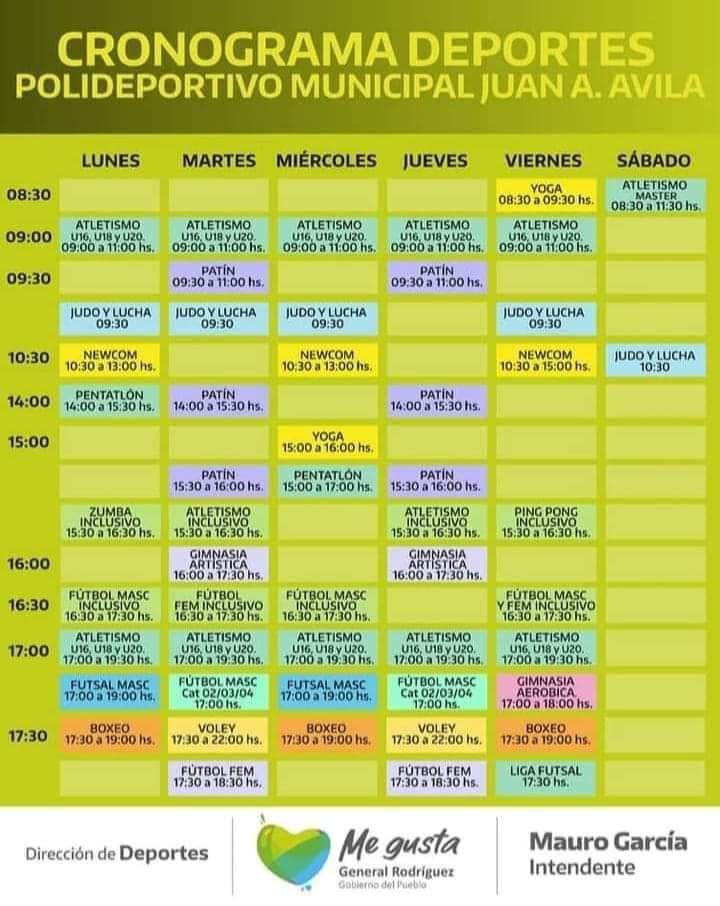 CRONOGRAMA DEPORTES
POLIDEPORTIVO MUNICIPAL JUAN A. AVILA
LUNES MARTES MIÉRCOLES JUEVES VIERNES SÁBADO
08:30
YOGA
08:30 a 09:30 hs.
ATLETISMO
MASTER
08:30 a 11:30 hs.
09:00
ATLETISMO
U16, U18 y U20.
09:00 a 11:00 hs.
ATLETISMO
U16, U18 y U20.
09:00 a 11:00 hs.
ATLETISMO
U16, U18 y U20.
09:00 a 11:00 hs.
ATLETISMO
U16, U18 y U20.
09:00 a 11:00 hs.
ATLETISMO
U16, U18 y U20.
09:00 a 11:00 hs.
09:30
PATÍN
09:30 a 11:00 hs.
PATÍN
09:30 a 11:00 hs.
JUDO Y LUCHA
09:30
JUDO Y LUCHA
09:30
JUDO Y LUCHA
09:30
JUDO Y LUCHA
09:30
10:30
NEWCOM
10:30 a 13:00 hs.
NEWCOM
10:30 a 13:00 hs.
NEWCOM
10:30 a 15:00 hs.
JUDO Y LUCHA
10:30
14:00
PENTATLÓN
14:00 a 15:30 hs.
PATÍN
14:00 a 15:30 hs.
PATÍN
14:00 a 15:30 hs.
15:00
YOGA
15:00 a 16:00 hs.
PATÍN
15:30 a 16:00 hs.
PENTATLÓN
15:00 a 17:00 hs.
PATÍN
15:30 a 16:00 hs.
ZUMBA
INCLUSIVO
15:30 a 16:30 hs.
ATLETISMO
INCLUSIVO
15:30 a 16:30 hs.
ATLETISMO
INCLUSIVO
15:30 a 16:30 hs.
PING PONG
INCLUSIVO
15:30 a 16:30 hs.
16:00
GIMNASIA
ARTÍSTICA
16:00 a 17:30 hs.
GIMNASIA
ARTÍSTICA
16:00 a 17:30 hs.
16:30
FÚTBOL MASC
INCLUSIVO
16:30 a 17:30 hs.
FÚTBOL
FEM INCLUSIVO
16:30 a 17:30 hs.
FÚTBOL MASC
INCLUSIVO
16:30 a 17:30 hs.
FÚTBOL MASC
Y FEM INCLUSIVO
16:30 a 17:30 hs.
17:00
ATLETISMO
U16, U18 y U20.
17:00 a 19:30 hs.
ATLETISMO
U16, U18 y U20.
17:00 a 19:30 hs.
ATLETISMO
U16, U18 y U20.
17:00 a 19:30 hs.
ATLETISMO
U16, U18 y U20.
17:00 a 19:30 hs.
ATLETISMO
U16, U18 y U20.
17:00 a 19:30 hs.
FUTSAL MASC
17:00 a 19:00 hs.
FÚTBOL MASC
Cat 02/03/04
17:00 hs.
FUTSAL MASC
17:00 a 19:00 hs.
FÚTBOL MASC
Cat 02/03/04
17:00 hs.
GIMNASIA
AEROBICA
17:00 a 18:00 hs.
17:30
BOXEO
17:30 a 19:00 hs.
VOLEY
17:30 a 22:00 hs.
BOXEO
17:30 a 19:00 hs.
VOLEY
17:30 a 22:00 hs.
BOXEO
17:30 a 19:00 hs.
FÚTBOL FEM
17:30 a 18:30 hs.
FÚTBOL FEM
17:30 a 18:30 hs.
LIGA FUTSAL
17:30 hs.
Dirección de Deportes
Me gusta
General Rodríguez
Gobierno del Pueblo
Mauro García
Intendente